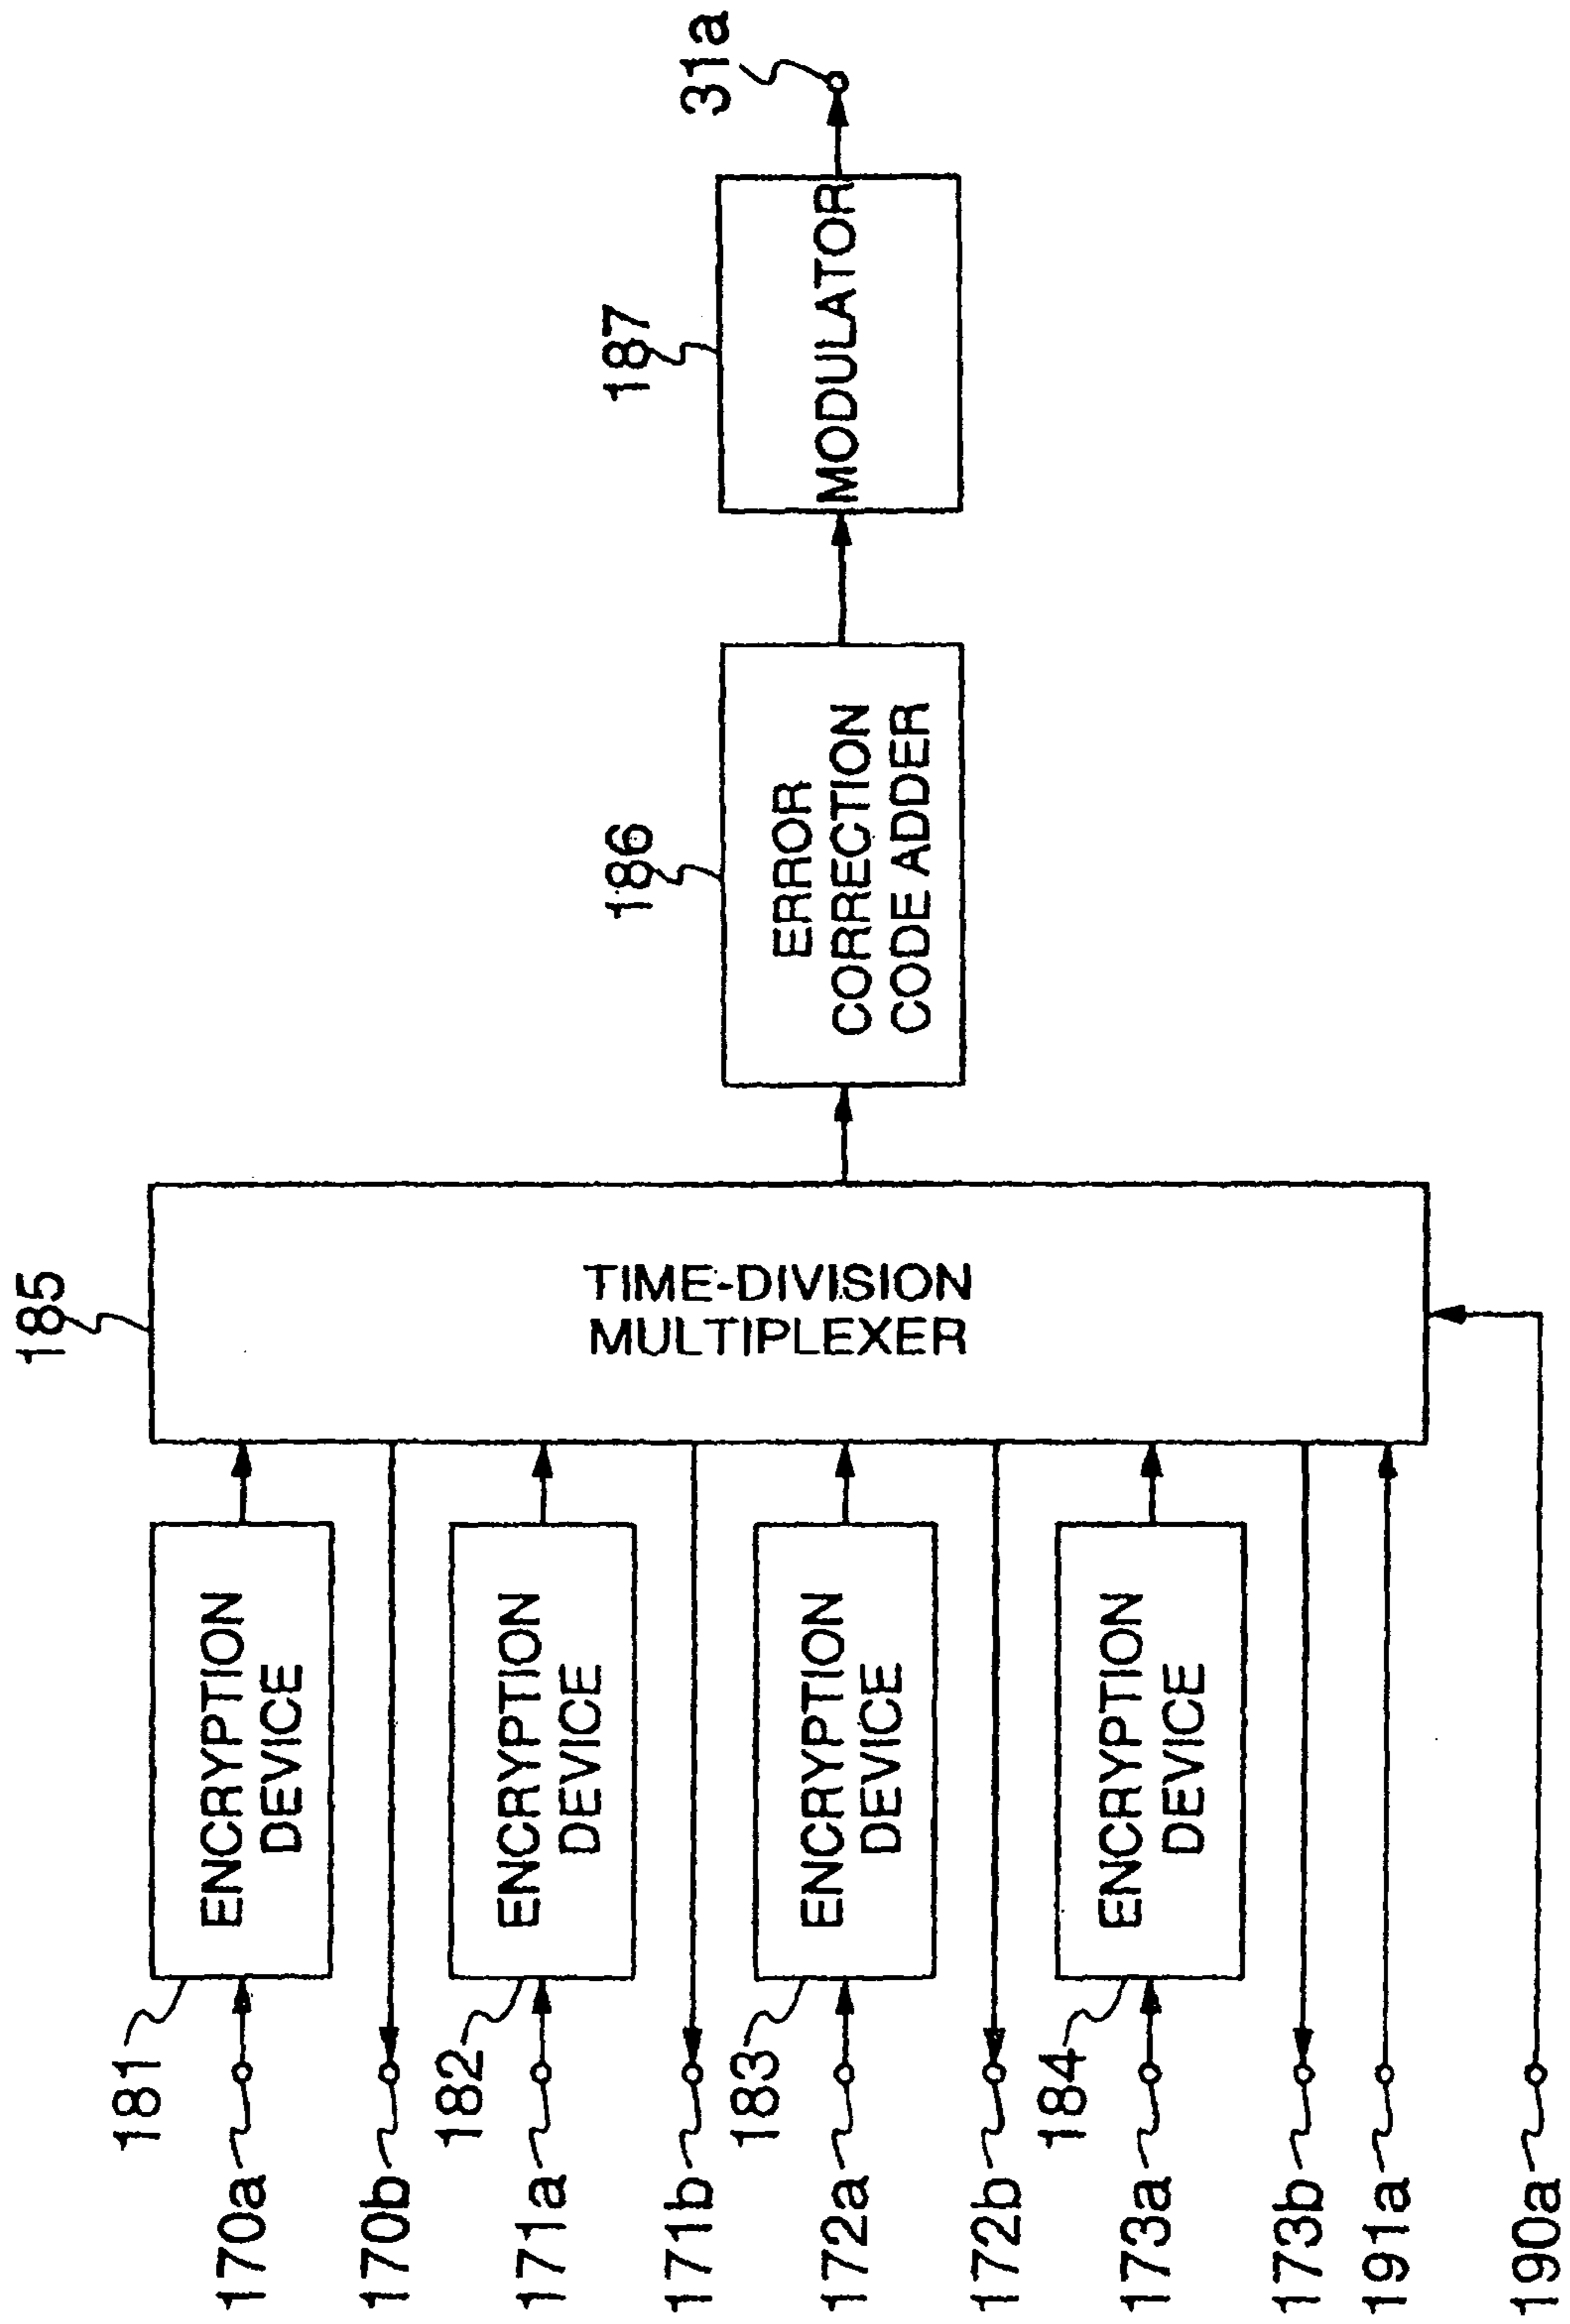 170a
181
ENCRYPTION
DEVICE
170b
171a
182
ENCRYPTION
DEVICE
171b
172a
183
ENCRYPTION
DEVICE
172b
173a
184
ENCRYPTION
DEVICE
173b
191a
190a
185
TIME-DIVISION
MULTIPLEXER
186
ERROR
CORRECTION
CODE ADDER
187
MODULATOR
31a